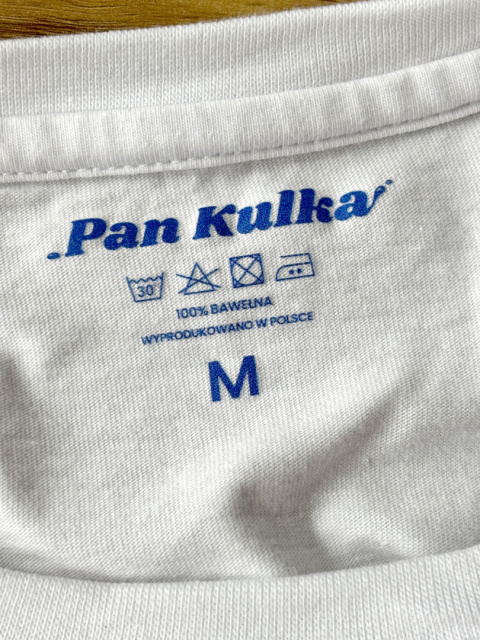 Pan Kulka
30°
100% BAWEŁNA
WYPRODUKOWANO W POLSCE
M